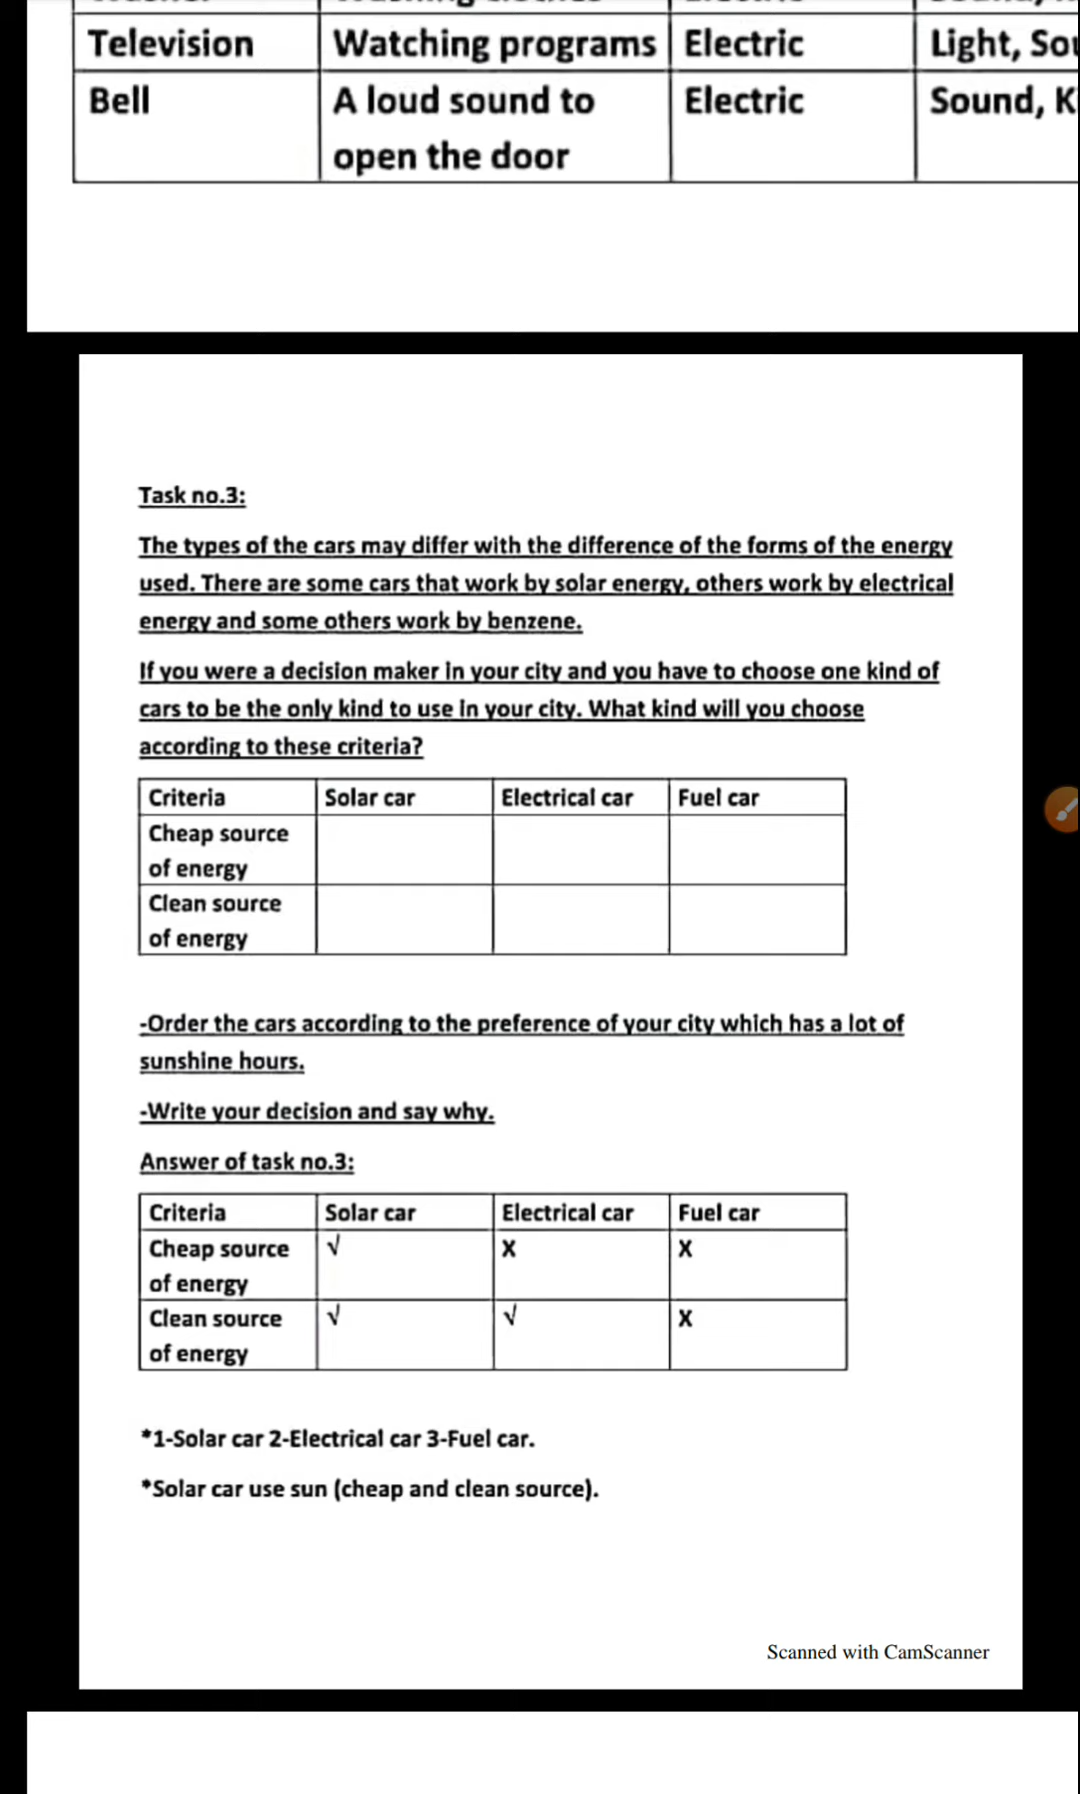 Television Watching programs Electric Light,
Bell A loud sound to Electric Sound,
open the door
Task no.3:
The types of the cars may differ with the difference of the forms of the energy
used. There are some cars that work by solar energy, others work by electrical
energy and some others work by benzene.
If you were a decision maker in your city and you have to choose one kind of
cars to be the only kind to use in your city. What kind will you choose
according to these criteria?
Criteria Solar car Electrical car Fuel car
Cheap source
of energy
Clean source
of energy
-Order the cars according to the preference of your city which has a lot of
sunshine hours.
-Write your decision and say why.
Answer of task no.3:
Criteria Solar car Electrical car Fuel car
Cheap source √ X X
of energy
Clean source √ √ X
of energy
*1-Solar car 2-Electrical car 3-Fuel car.
*Solar car use sun (cheap and clean source).
Scanned with CamScanner